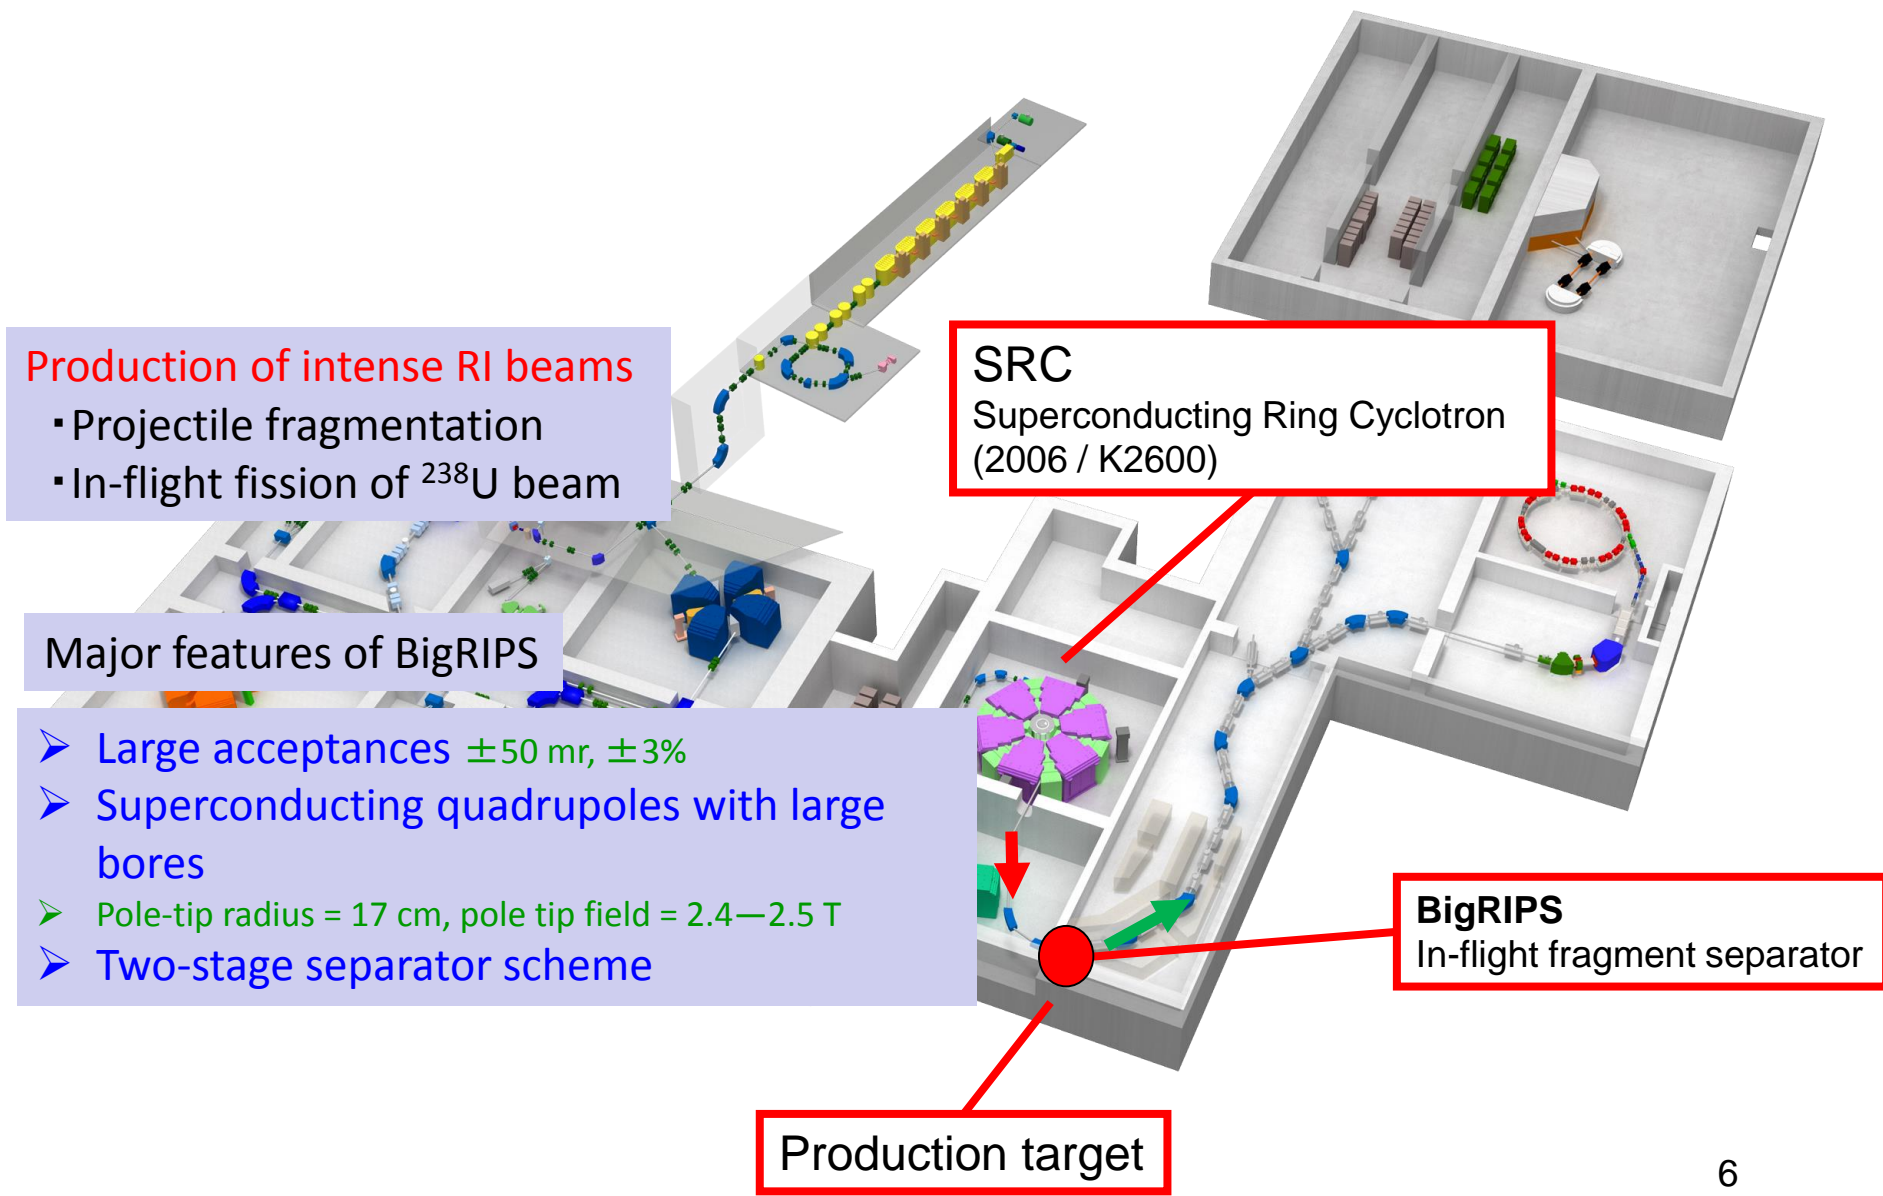 Production of intense RI beams
・Projectile fragmentation
・In-flight fission of ²³⁸U beam
SRC
Superconducting Ring Cyclotron
(2006 / K2600)
Major features of BigRIPS
➢ Large acceptances ±50 mr, ±3%
➢ Superconducting quadrupoles with large
bores
➢ Pole-tip radius = 17 cm, pole tip field = 2.4—2.5 T
➢ Two-stage separator scheme
BigRIPS
In-flight fragment separator
Production target
6